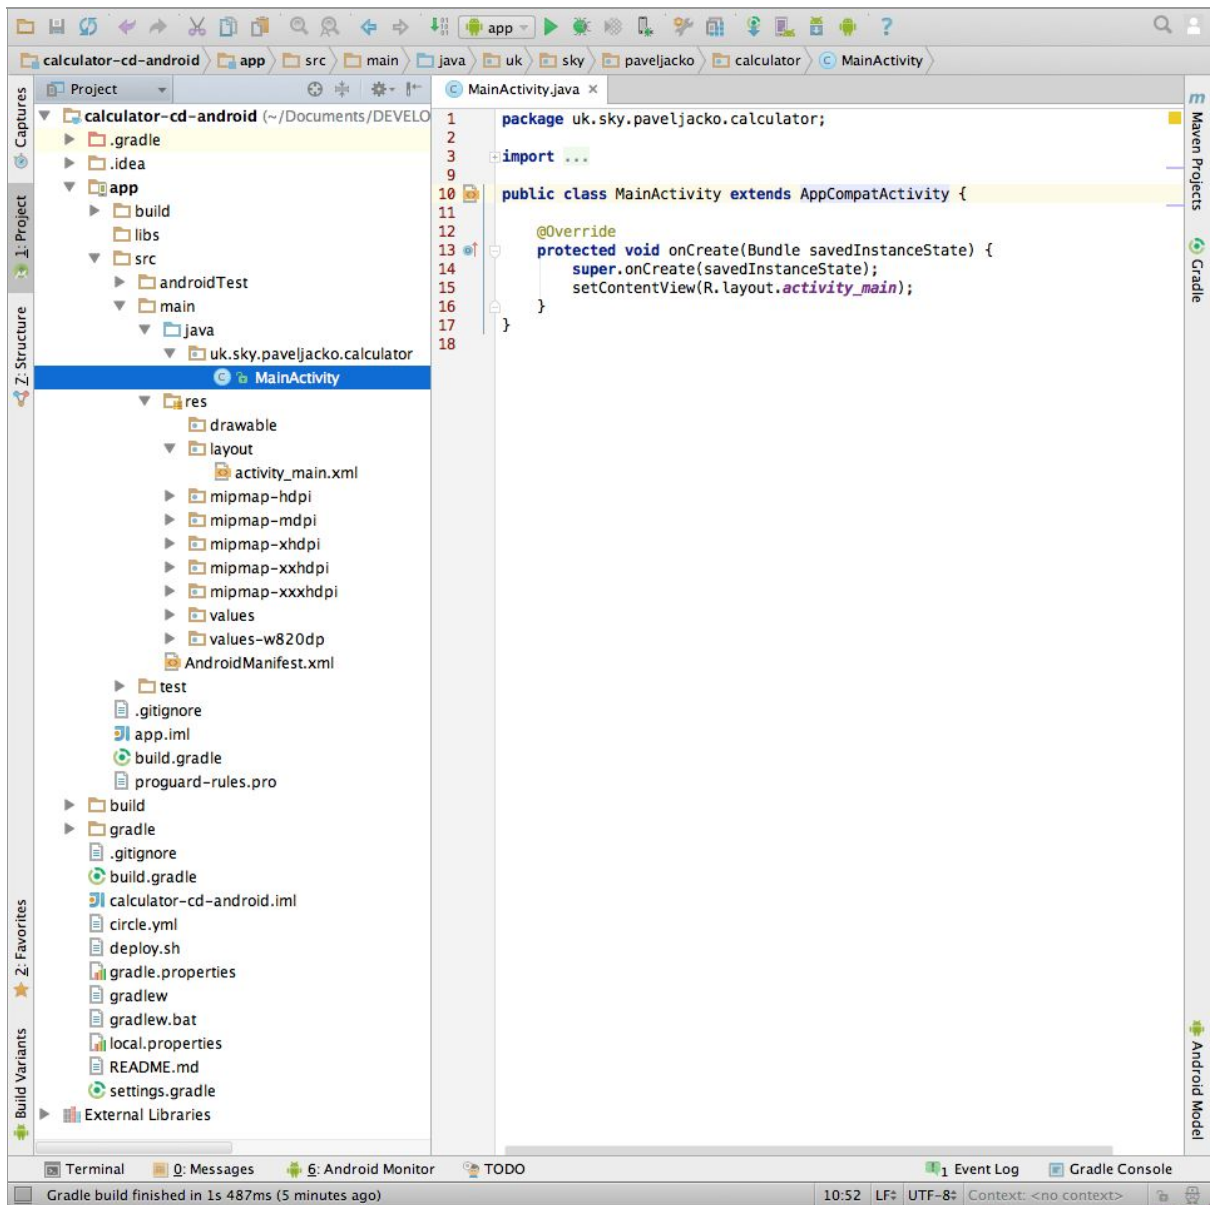 app
?
calculator-cd-android app src main java uk sky paveljacko calculator MainActivity
Project
MainActivity.java ×
Captures
1: Project
7: Structure
2: Favorites
Build Variants
calculator-cd-android (~/Documents/DEVELO
.gradle
.idea
app
build
libs
src
androidTest
main
java
uk.sky.paveljacko.calculator
MainActivity
res
drawable
layout
activity_main.xml
mipmap-hdpi
mipmap-mdpi
mipmap-xhdpi
mipmap-xxhdpi
mipmap-xxxhdpi
values
values-w820dp
AndroidManifest.xml
test
.gitignore
app.iml
build.gradle
proguard-rules.pro
build
gradle
.gitignore
build.gradle
calculator-cd-android.iml
circle.yml
deploy.sh
gradle.properties
gradlew
gradlew.bat
local.properties
README.md
settings.gradle
External Libraries
1 package uk.sky.paveljacko.calculator;
2
3 import ...
9
10 public class MainActivity extends AppCompatActivity {
11
12 @Override
13 protected void onCreate(Bundle savedInstanceState) {
14 super.onCreate(savedInstanceState);
15 setContentView(R.layout.activity_main);
16 }
17 }
18
m Maven Projects
Gradle
Android Model
Terminal 0: Messages 6: Android Monitor TODO 1 Event Log Gradle Console
Gradle build finished in 1s 487ms (5 minutes ago) 10:52 LF UTF-8 Context: <no context>